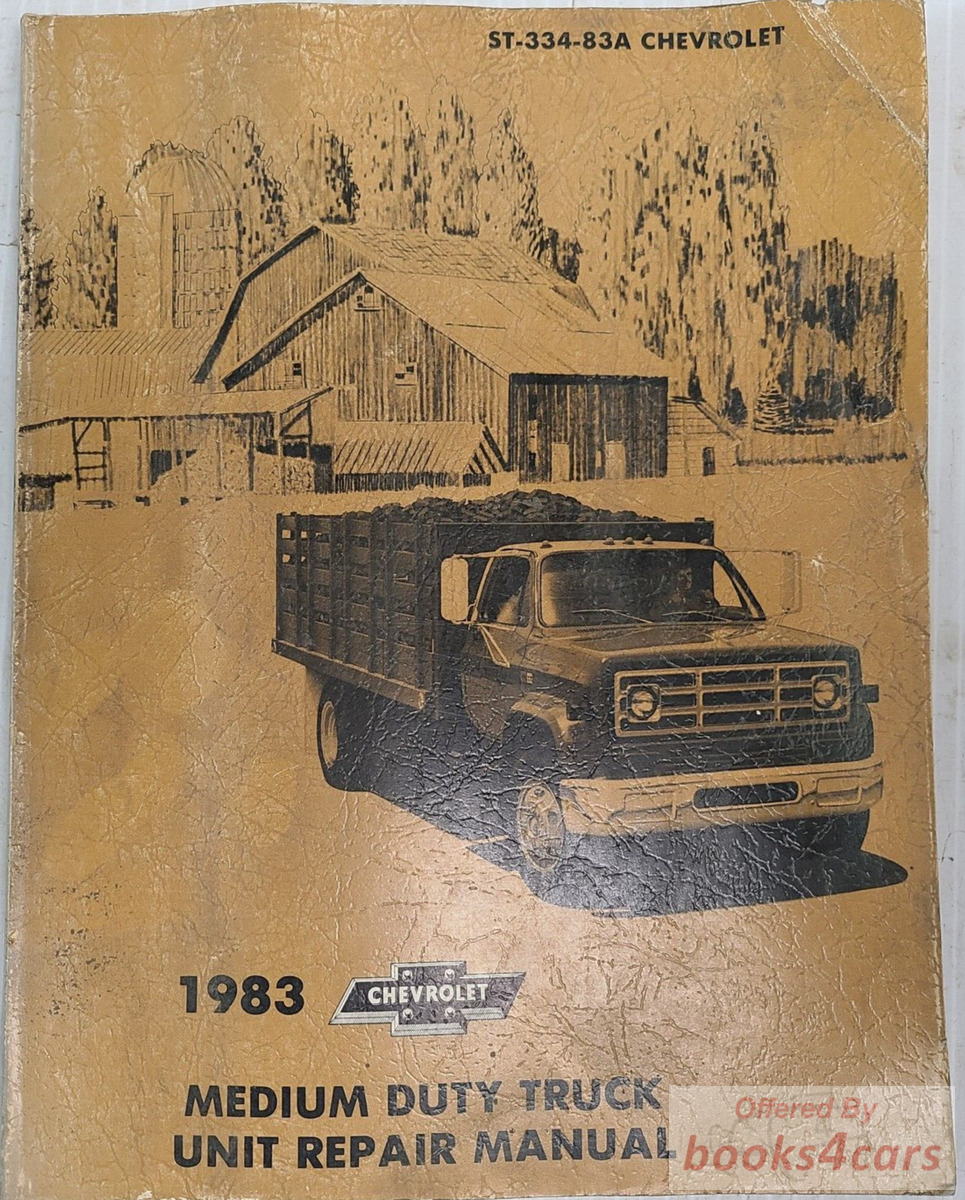 ST-334-83A CHEVROLET
1983
CHEVROLET
MEDIUM DUTY TRUCK
UNIT REPAIR MANUAL
Offered By
books4cars